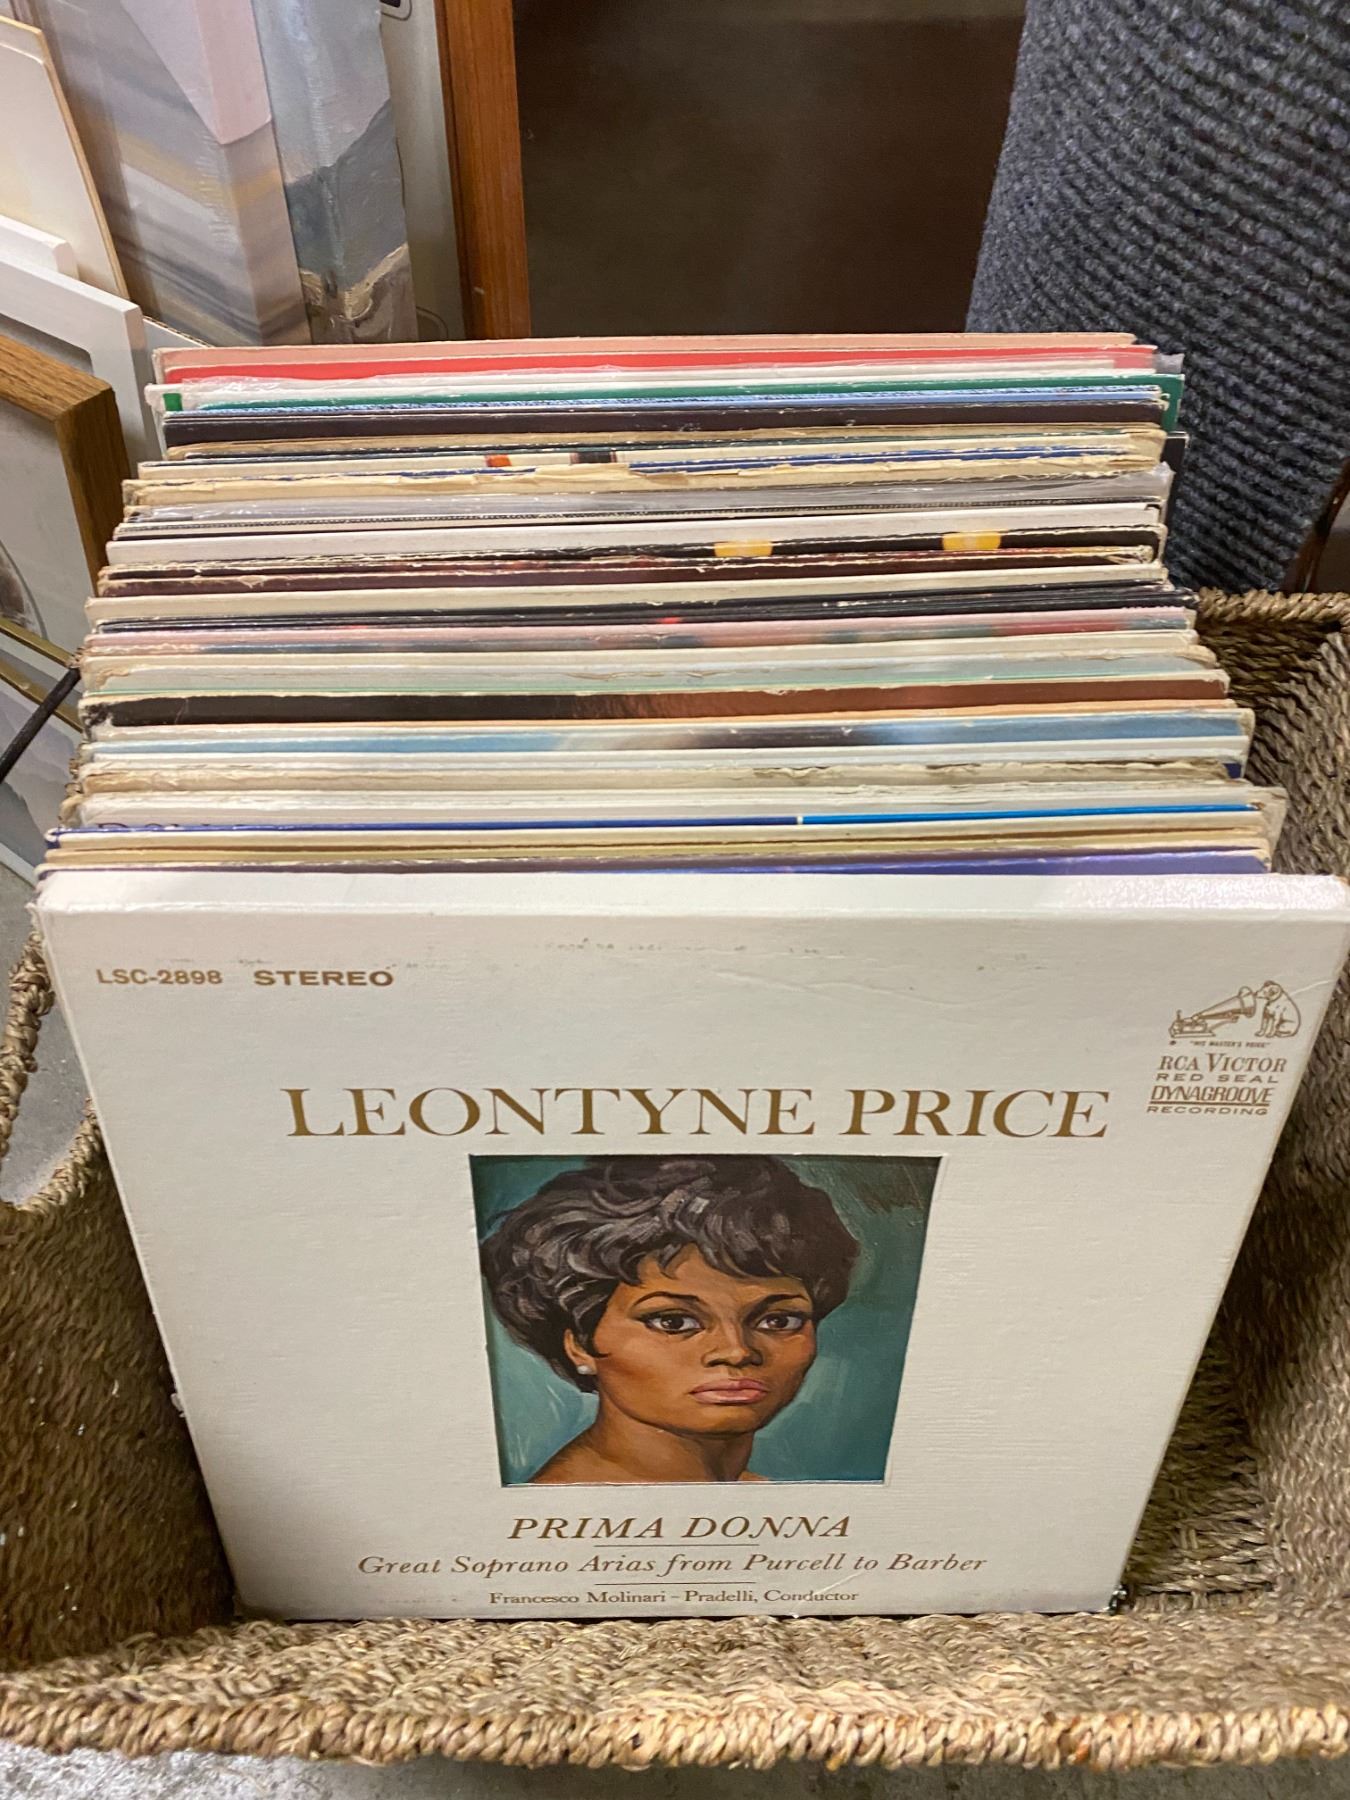 LSC-2898 STEREO
"HIS MASTER'S VOICE"
RCA VICTOR
RED SEAL
DYNAGROOVE
RECORDING
LEONTYNE PRICE
PRIMA DONNA
Great Soprano Arias from Purcell to Barber
Francesco Molinari-Pradelli, Conductor